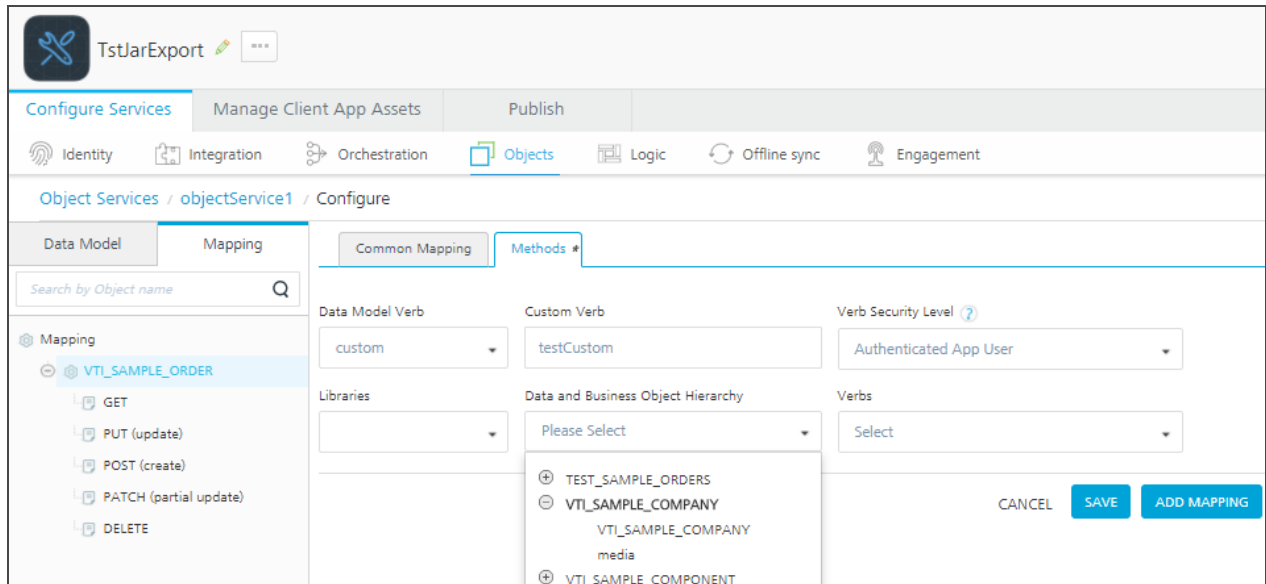 TstJarExport
Configure Services Manage Client App Assets Publish
Identity Integration Orchestration Objects Logic Offline sync Engagement
Object Services / objectService1 / Configure
Data Model Mapping Common Mapping Methods *
Search by Object name
Data Model Verb Custom Verb Verb Security Level ?
custom testCustom Authenticated App User
Mapping
VTI_SAMPLE_ORDER
Libraries Data and Business Object Hierarchy Verbs
GET
Please Select Select
PUT (update)
POST (create)
TEST_SAMPLE_ORDERS
PATCH (partial update)
VTI_SAMPLE_COMPANY
CANCEL SAVE ADD MAPPING
DELETE
VTI_SAMPLE_COMPANY
media
VTI_SAMPLE_COMPONENT